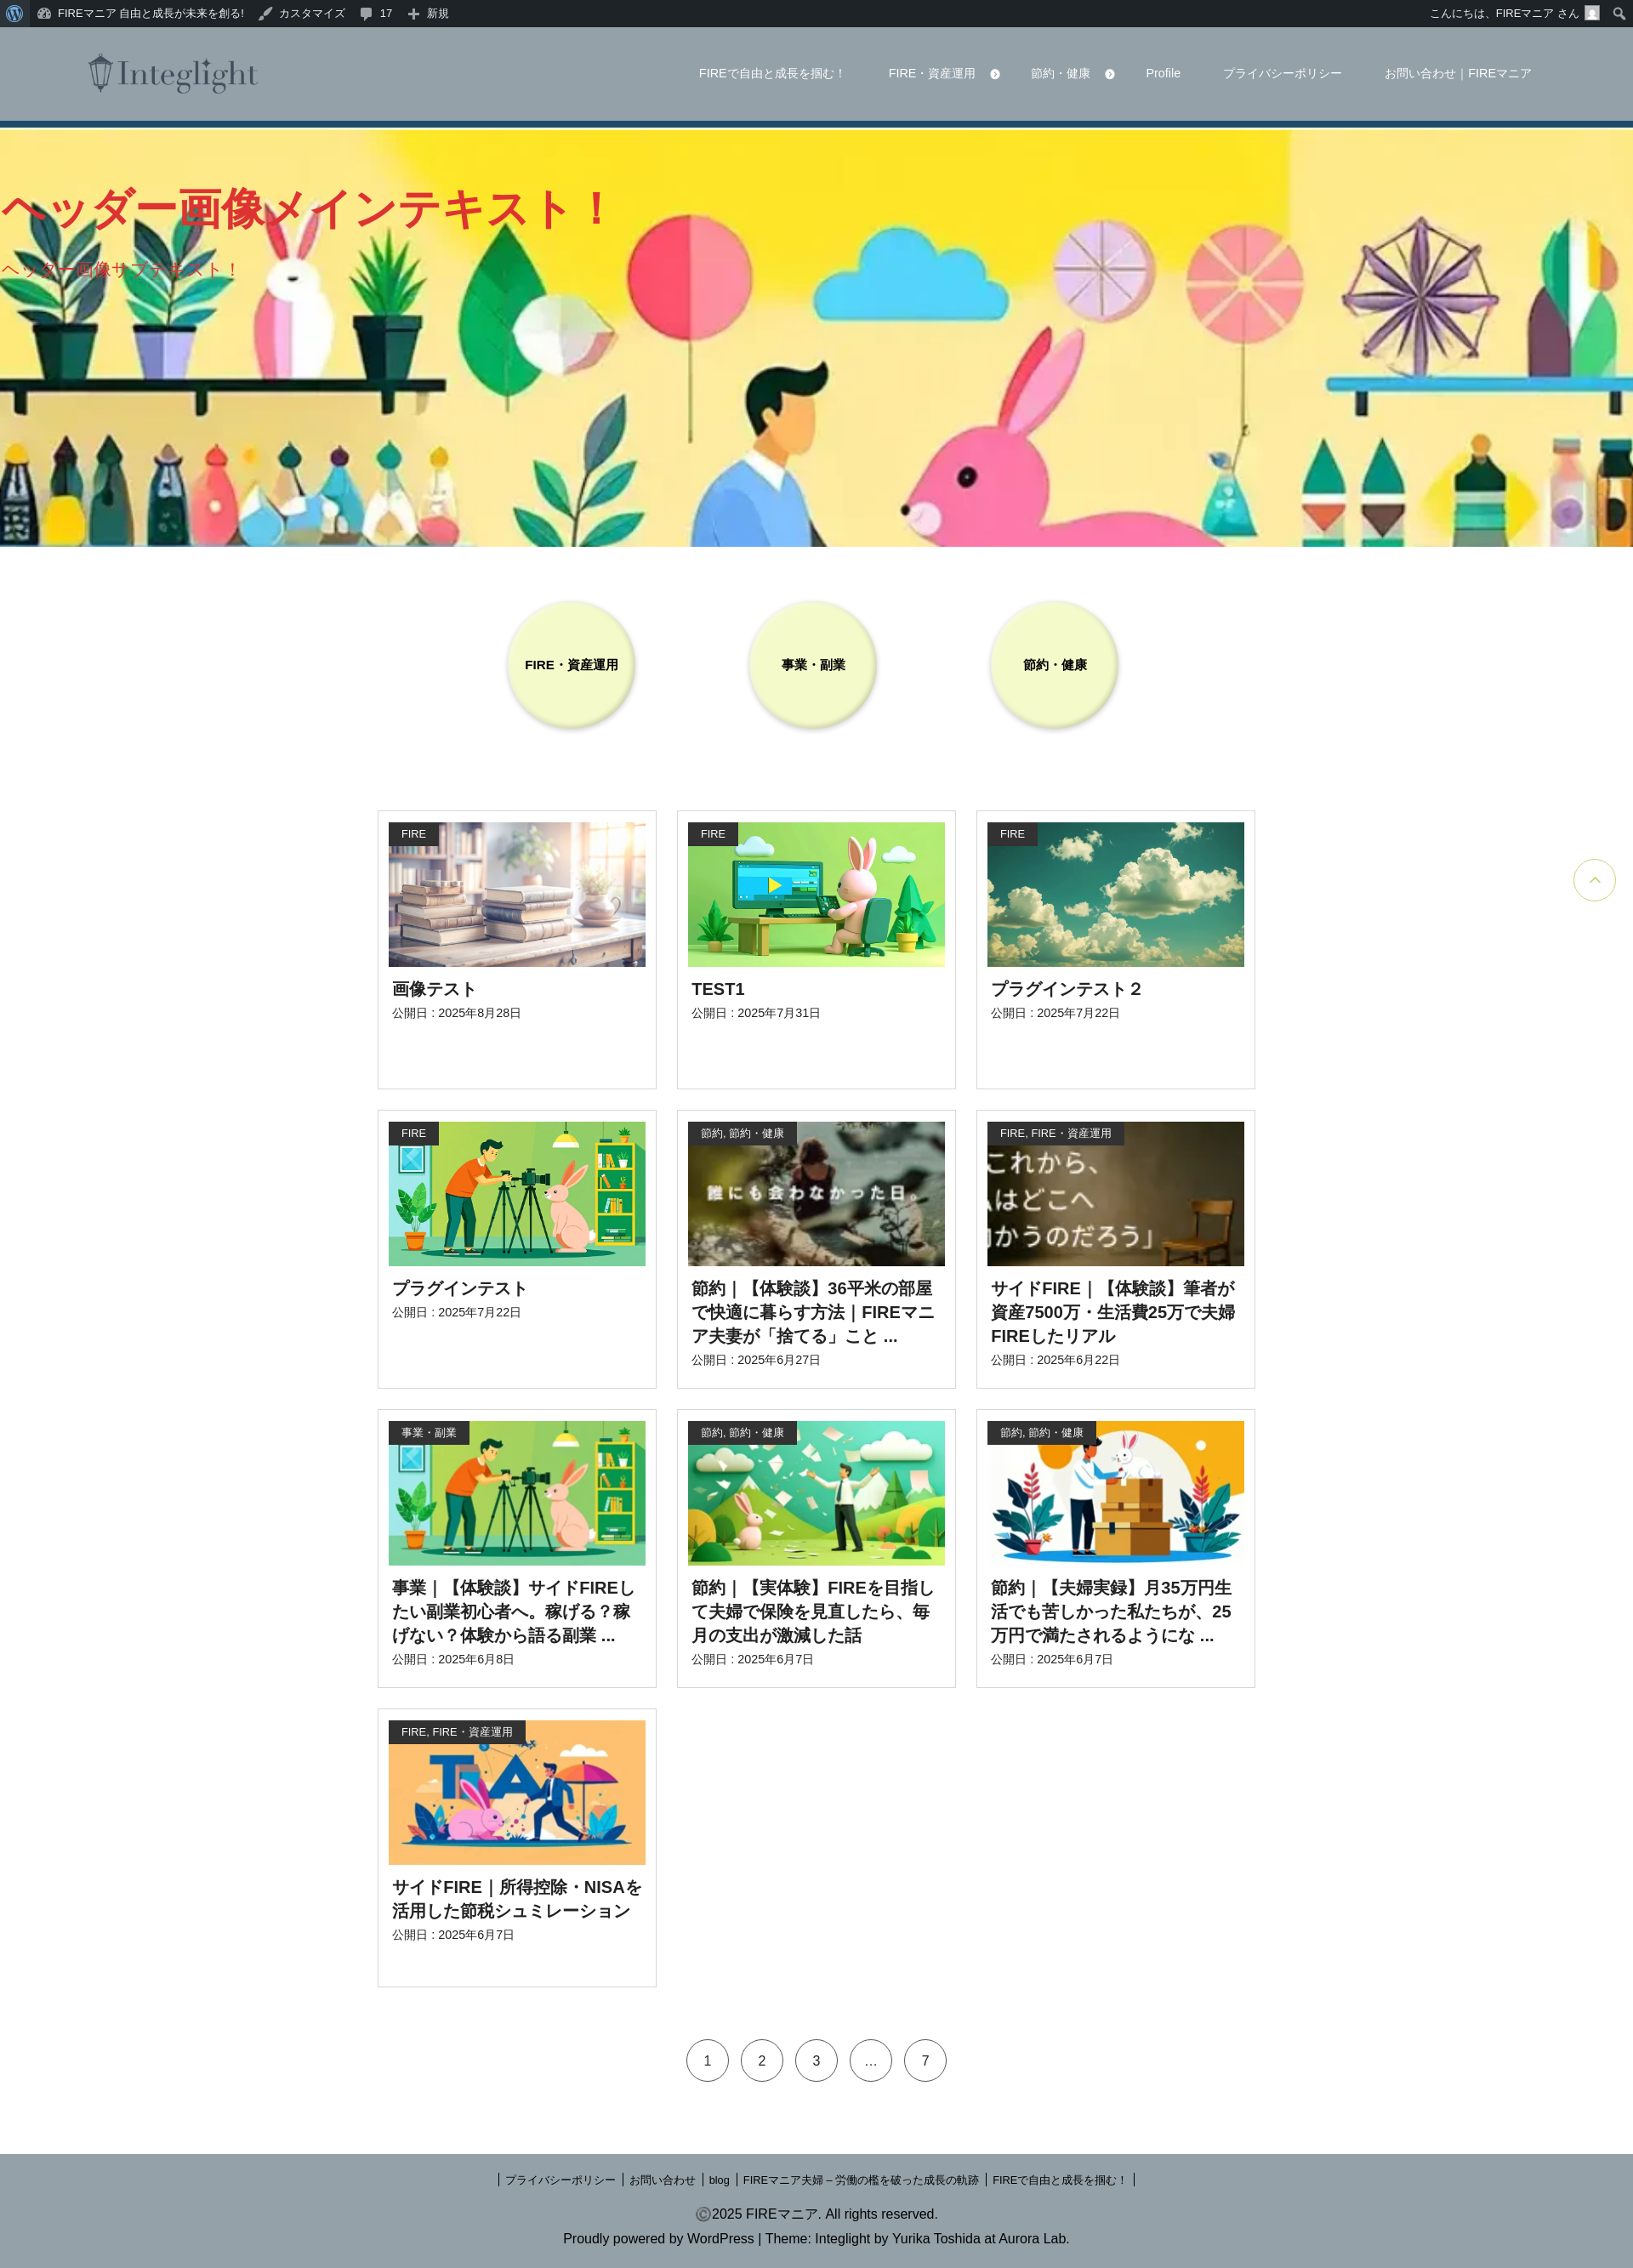 FIREマニア 自由と成長が未来を創る! カスタマイズ 17 新規 こんにちは、FIREマニア さん
Integlight
FIREで自由と成長を掴む！ FIRE・資産運用 節約・健康 Profile プライバシーポリシー お問い合わせ｜FIREマニア
ヘッダー画像メインテキスト！
ヘッダー画像サブテキスト！
FIRE・資産運用 事業・副業 節約・健康
FIRE
画像テスト
公開日 : 2025年8月28日
FIRE
TEST1
公開日 : 2025年7月31日
FIRE
プラグインテスト２
公開日 : 2025年7月22日
FIRE
プラグインテスト
公開日 : 2025年7月22日
節約, 節約・健康
誰にも会わなかった日。
節約｜【体験談】36平米の部屋
で快適に暮らす方法｜FIREマニ
ア夫妻が「捨てる」こと ...
公開日 : 2025年6月27日
FIRE, FIRE・資産運用
これから、
はどこへ
かうのだろう」
サイドFIRE｜【体験談】筆者が
資産7500万・生活費25万で夫婦
FIREしたリアル
公開日 : 2025年6月22日
事業・副業
事業｜【体験談】サイドFIREし
たい副業初心者へ。稼げる？稼
げない？体験から語る副業 ...
公開日 : 2025年6月8日
節約, 節約・健康
節約｜【実体験】FIREを目指し
て夫婦で保険を見直したら、毎
月の支出が激減した話
公開日 : 2025年6月7日
節約, 節約・健康
節約｜【夫婦実録】月35万円生
活でも苦しかった私たちが、25
万円で満たされるようにな ...
公開日 : 2025年6月7日
FIRE, FIRE・資産運用
サイドFIRE｜所得控除・NISAを
活用した節税シュミレーション
公開日 : 2025年6月7日
1 2 3 … 7
プライバシーポリシー お問い合わせ blog FIREマニア夫婦 – 労働の檻を破った成長の軌跡 FIREで自由と成長を掴む！
©2025 FIREマニア. All rights reserved.
Proudly powered by WordPress | Theme: Integlight by Yurika Toshida at Aurora Lab.